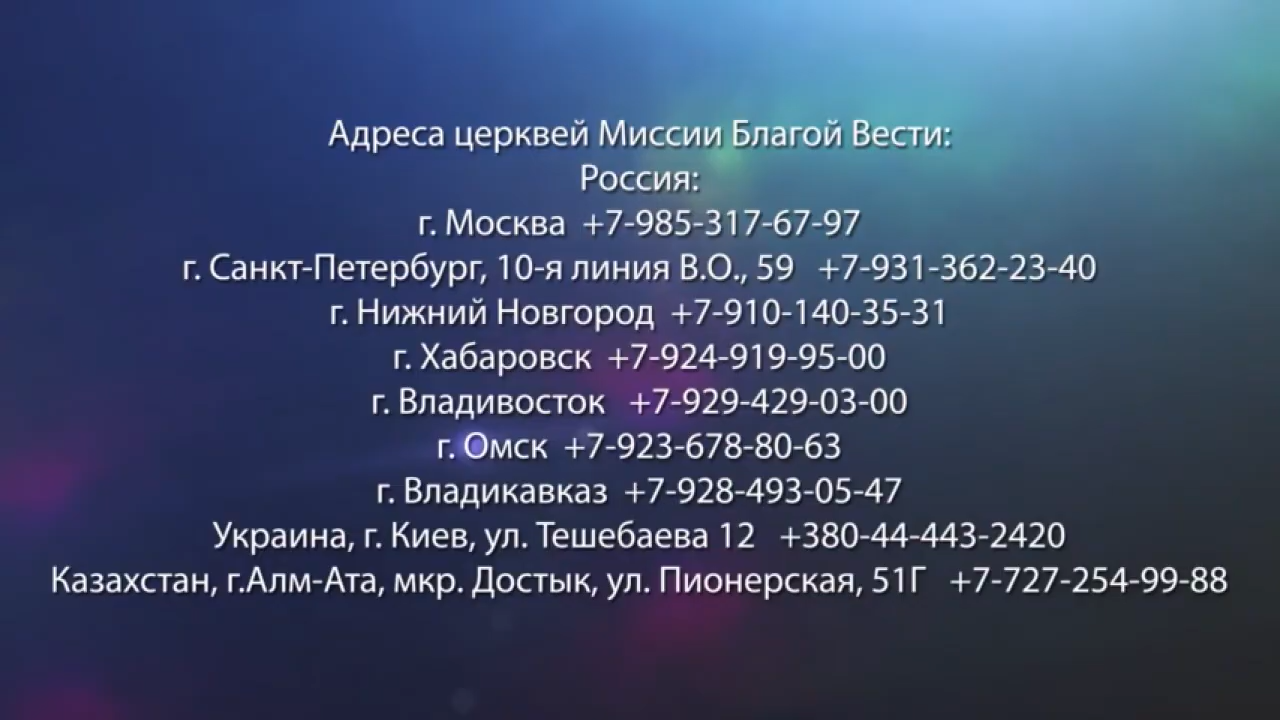 Адреса церквей Миссии Благой Вести:
Россия:
г. Москва +7-985-317-67-97
г. Санкт-Петербург, 10-я линия В.О., 59 +7-931-362-23-40
г. Нижний Новгород +7-910-140-35-31
г. Хабаровск +7-924-919-95-00
г. Владивосток +7-929-429-03-00
г. Омск +7-923-678-80-63
г. Владикавказ +7-928-493-05-47
Украина, г. Киев, ул. Тешебаева 12 +380-44-443-2420
Казахстан, г.Алм-Ата, мкр. Достык, ул. Пионерская, 51Г +7-727-254-99-88